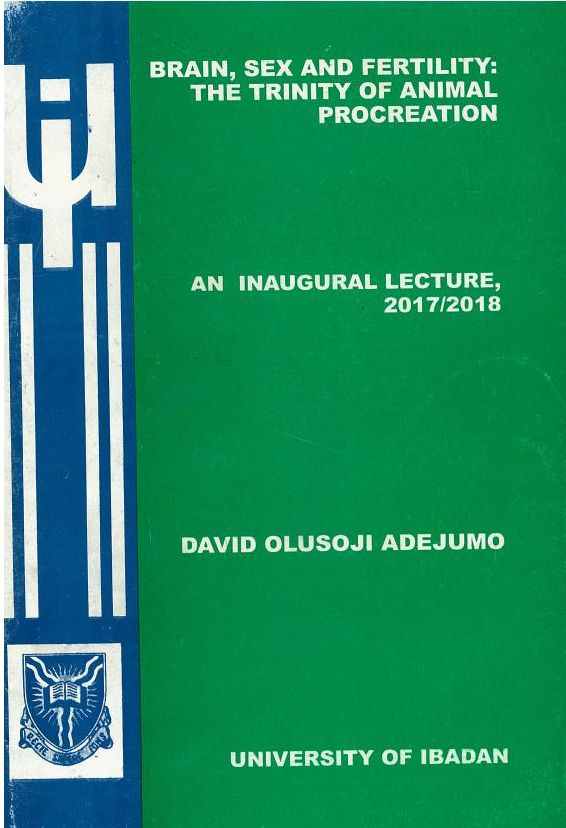 BRAIN, SEX AND FERTILITY:
THE TRINITY OF ANIMAL
PROCREATION
AN INAUGURAL LECTURE,
2017/2018
DAVID OLUSOJI ADEJUMO
UNIVERSITY OF IBADAN